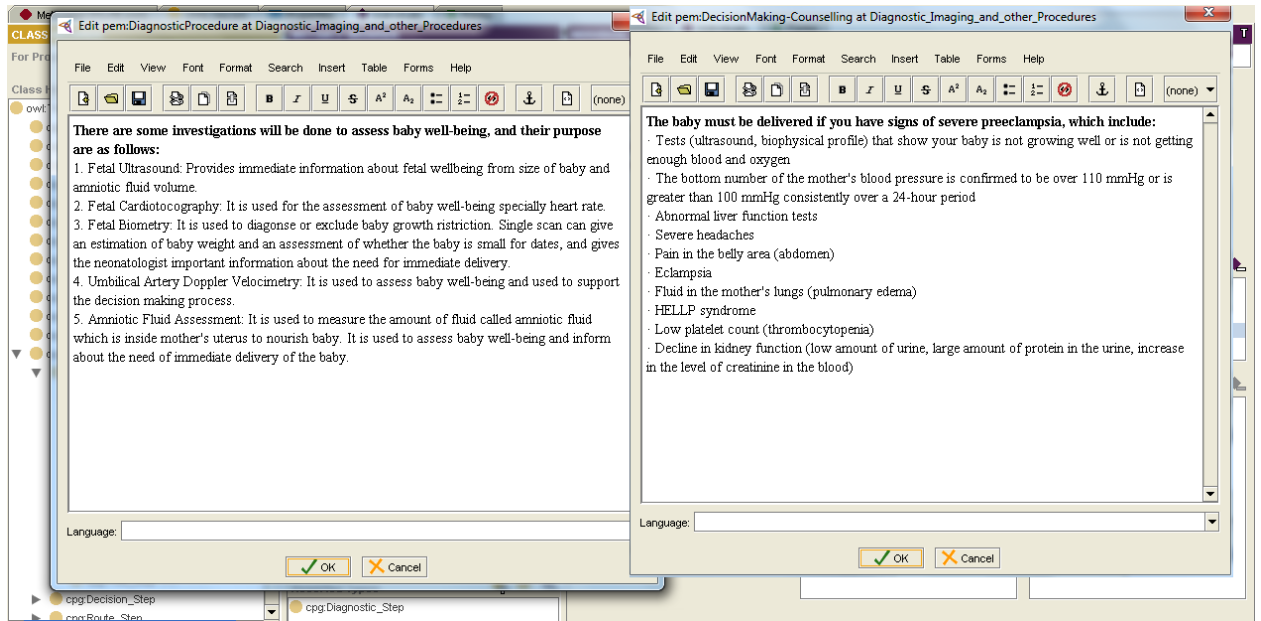 Edit pem:DiagnosticProcedure at Diagnostic_Imaging_and_other_Procedures
File Edit View Font Format Search Insert Table Forms Help
B I U S A² A₂ (none)
There are some investigations will be done to assess baby well-being, and their purpose
are as follows:
1. Fetal Ultrasound: Provides immediate information about fetal wellbeing from size of baby and
amniotic fluid volume.
2. Fetal Cardiotocography: It is used for the assessment of baby well-being specially heart rate.
3. Fetal Biometry: It is used to diagonse or exclude baby growth ristriction. Single scan can give
an estimation of baby weight and an assessment of whether the baby is small for dates, and gives
the neonatologist important information about the need for immediate delivery.
4. Umbilical Artery Doppler Velocimetry: It is used to assess baby well-being and used to support
the decision making process.
5. Amniotic Fluid Assessment: It is used to measure the amount of fluid called amniotic fluid
which is inside mother's uterus to nourish baby. It is used to assess baby well-being and inform
about the need of immediate delivery of the baby.
Language:
OK Cancel
Edit pem:DecisionMaking-Counselling at Diagnostic_Imaging_and_other_Procedures
File Edit View Font Format Search Insert Table Forms Help
B I U S A² A₂ (none)
The baby must be delivered if you have signs of severe preeclampsia, which include:
· Tests (ultrasound, biophysical profile) that show your baby is not growing well or is not getting
enough blood and oxygen
· The bottom number of the mother's blood pressure is confirmed to be over 110 mmHg or is
greater than 100 mmHg consistently over a 24-hour period
· Abnormal liver function tests
· Severe headaches
· Pain in the belly area (abdomen)
· Eclampsia
· Fluid in the mother's lungs (pulmonary edema)
· HELLP syndrome
· Low platelet count (thrombocytopenia)
· Decline in kidney function (low amount of urine, large amount of protein in the urine, increase
in the level of creatinine in the blood)
Language:
OK Cancel
CLASS
For Pro
Class H
owl:T
cpg:Decision_Step
cpg:Route_Step
cpg:Diagnostic_Step